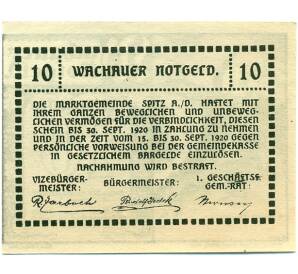 10 WACHAUER NOTGELD. 10
DIE MARKTGEMEINDE SPITZ A./D. HAFTET MIT
IHREM GANZEN BEWEGLICHEN UND UNBEWEG-
LICHEN VERMÖGEN FÜR DIE VERBINDLICHKEIT, DIESEN
SCHEIN BIS 30. SEPT. 1920 IN ZAHLUNG ZU NEHMEN
UND IN DER ZEIT VOM 15. BIS 30. SEPT. 1920 GEGEN
PERSÖNLICHE VORWEISUNG BEI DER GEMEINDEKASSE
IN GESETZLICHEM BARGELDE EINZULÖSEN.
NACHAHMUNG WIRD BESTRAFT.
VIZEBÜRGER- 1. GESCHÄFTSF.
MEISTER: BÜRGERMEISTER: GEM.-RAT: